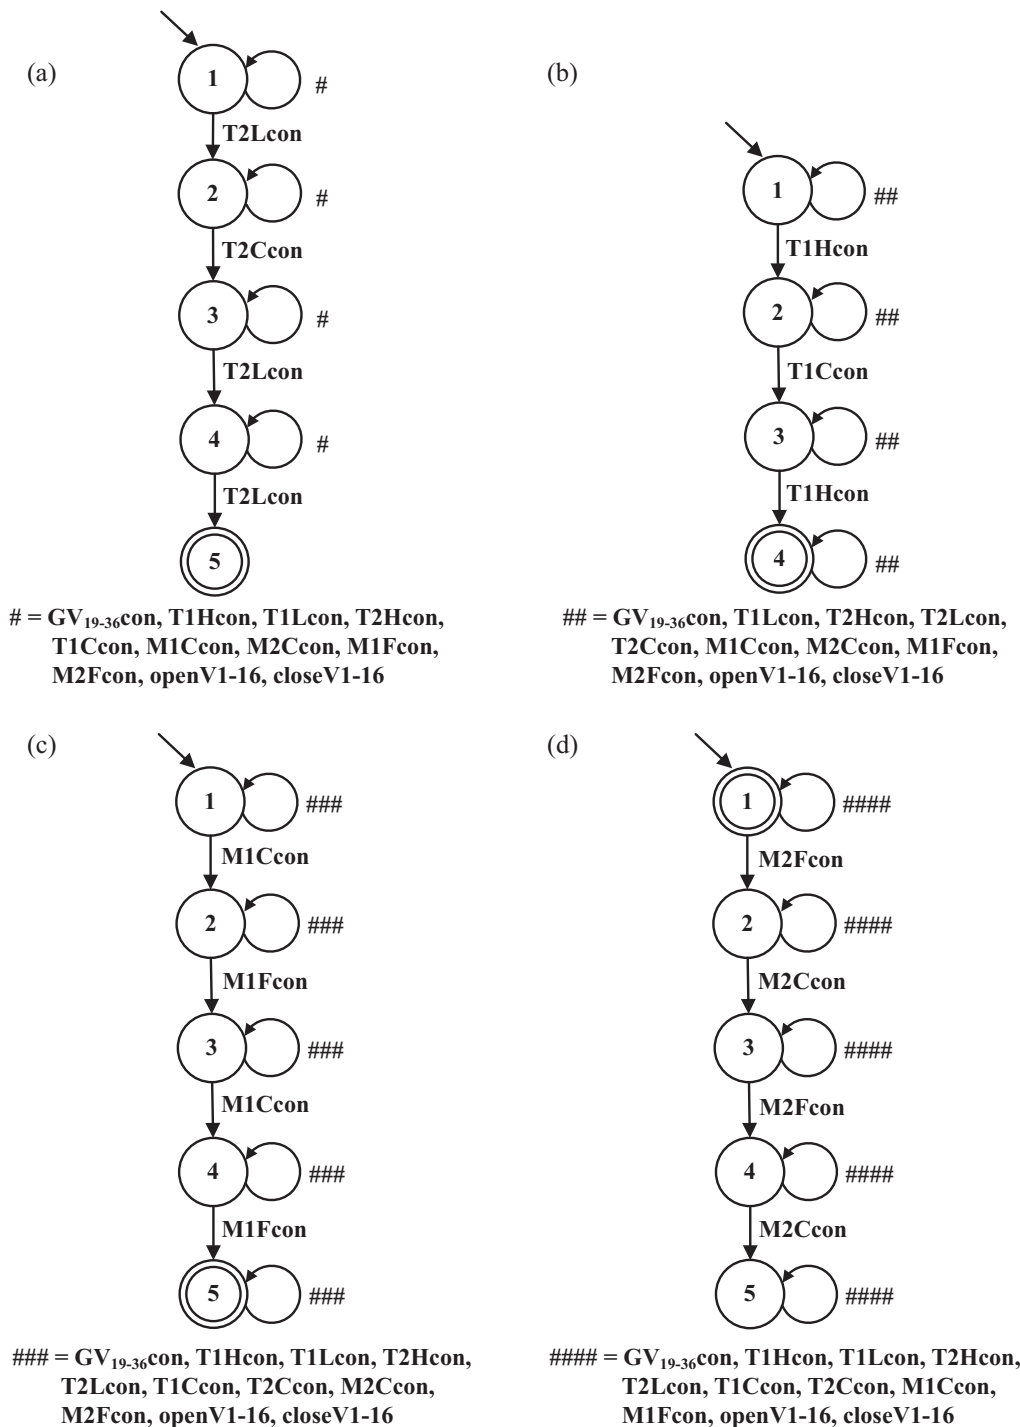 (a)
1
#
T2Lcon
2
#
T2Ccon
3
#
T2Lcon
4
#
T2Lcon
5
# = GV19-36con, T1Hcon, T1Lcon, T2Hcon,
T1Ccon, M1Ccon, M2Ccon, M1Fcon,
M2Fcon, openV1-16, closeV1-16
(b)
1
##
T1Hcon
2
##
T1Ccon
3
##
T1Hcon
4
##
## = GV19-36con, T1Lcon, T2Hcon, T2Lcon,
T2Ccon, M1Ccon, M2Ccon, M1Fcon,
M2Fcon, openV1-16, closeV1-16
(c)
1
###
M1Ccon
2
###
M1Fcon
3
###
M1Ccon
4
###
M1Fcon
5
###
### = GV19-36con, T1Hcon, T1Lcon, T2Hcon,
T2Lcon, T1Ccon, T2Ccon, M2Ccon,
M2Fcon, openV1-16, closeV1-16
(d)
1
####
M2Fcon
2
####
M2Ccon
3
####
M2Fcon
4
####
M2Ccon
5
####
#### = GV19-36con, T1Hcon, T1Lcon, T2Hcon,
T2Lcon, T1Ccon, T2Ccon, M1Ccon,
M1Fcon, openV1-16, closeV1-16